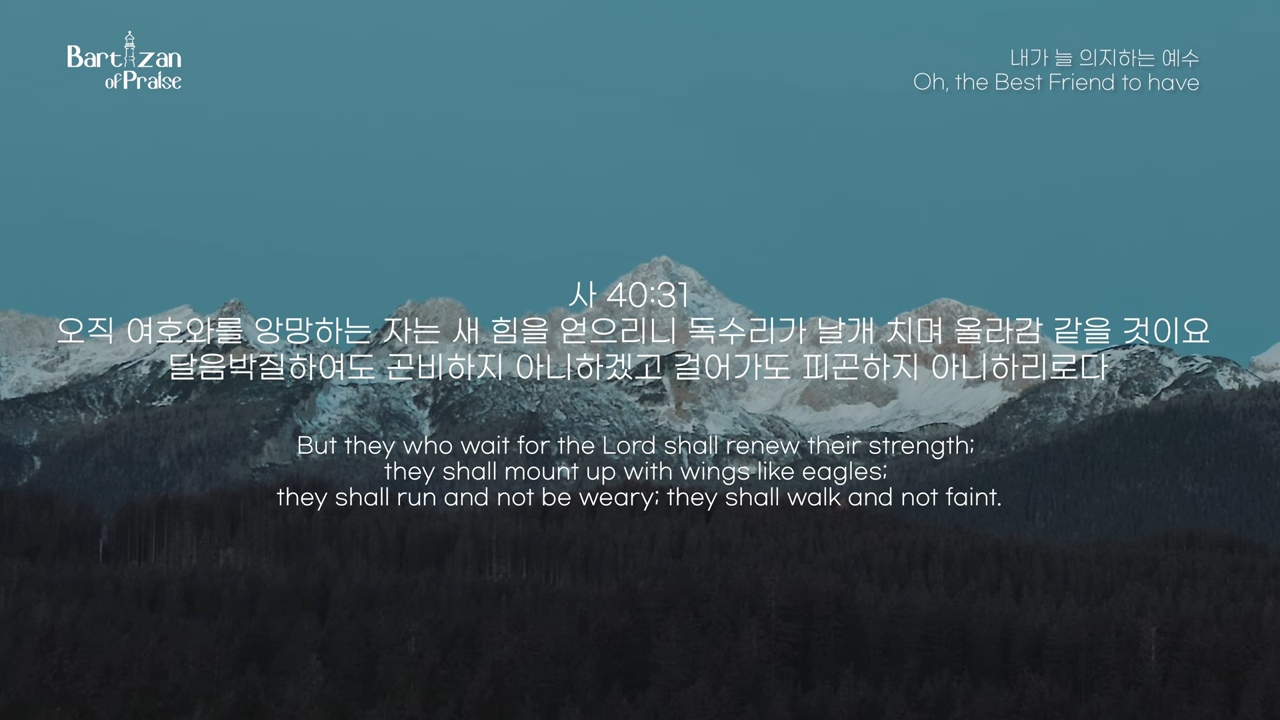 Bartizan
of Praise
내가 늘 의지하는 예수
Oh, the Best Friend to have
사 40:31
오직 여호와를 앙망하는 자는 새 힘을 얻으리니 독수리가 날개 치며 올라감 같을 것이요
달음박질하여도 곤비하지 아니하겠고 걸어가도 피곤하지 아니하리로다
But they who wait for the Lord shall renew their strength;
they shall mount up with wings like eagles;
they shall run and not be weary; they shall walk and not faint.